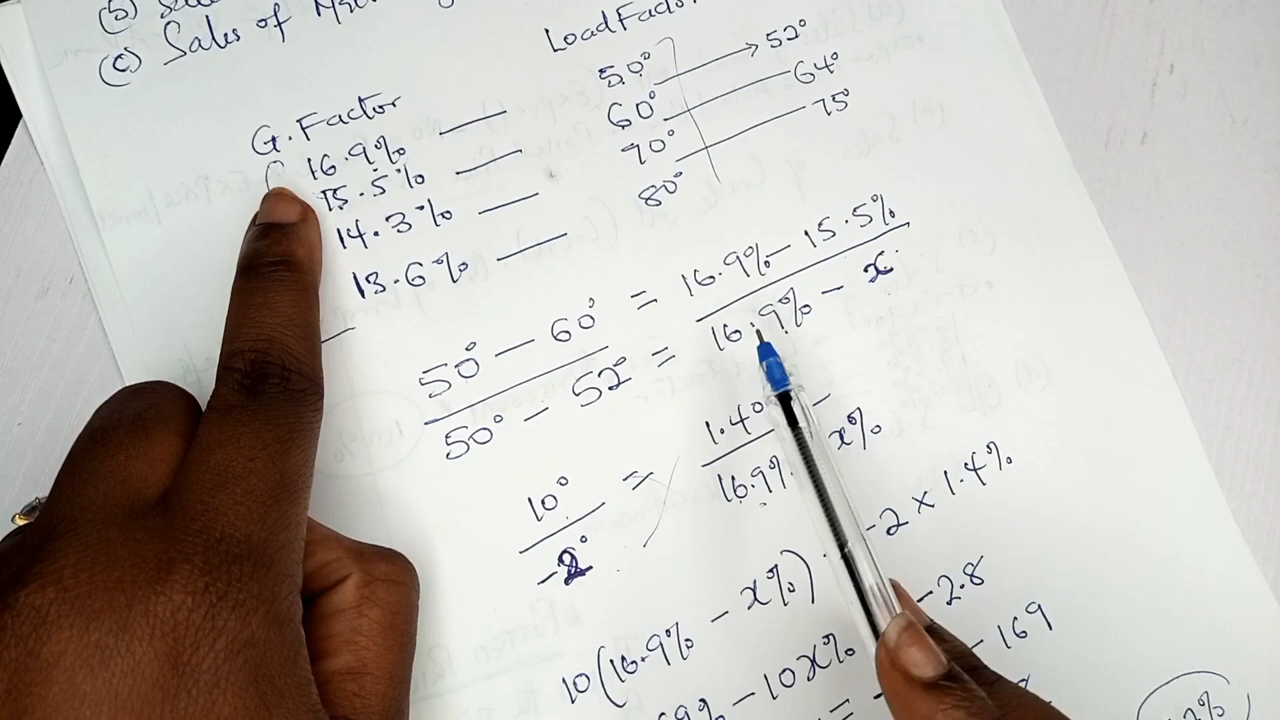 (b) Sales
(c) Sales of
Load Factor
50° → 52°
60° 64°
70° 75°
80°
G. Factor
16.9%
15.5%
14.3%
13.6%
50° - 60° = 16.9% - 15.5%
50° - 52° = 16.9% - x
10° = 1.4%
-2° 16.9% - x%
10(16.9% - x%) -2 x 1.4%
- 10x% -2.8
= - 169